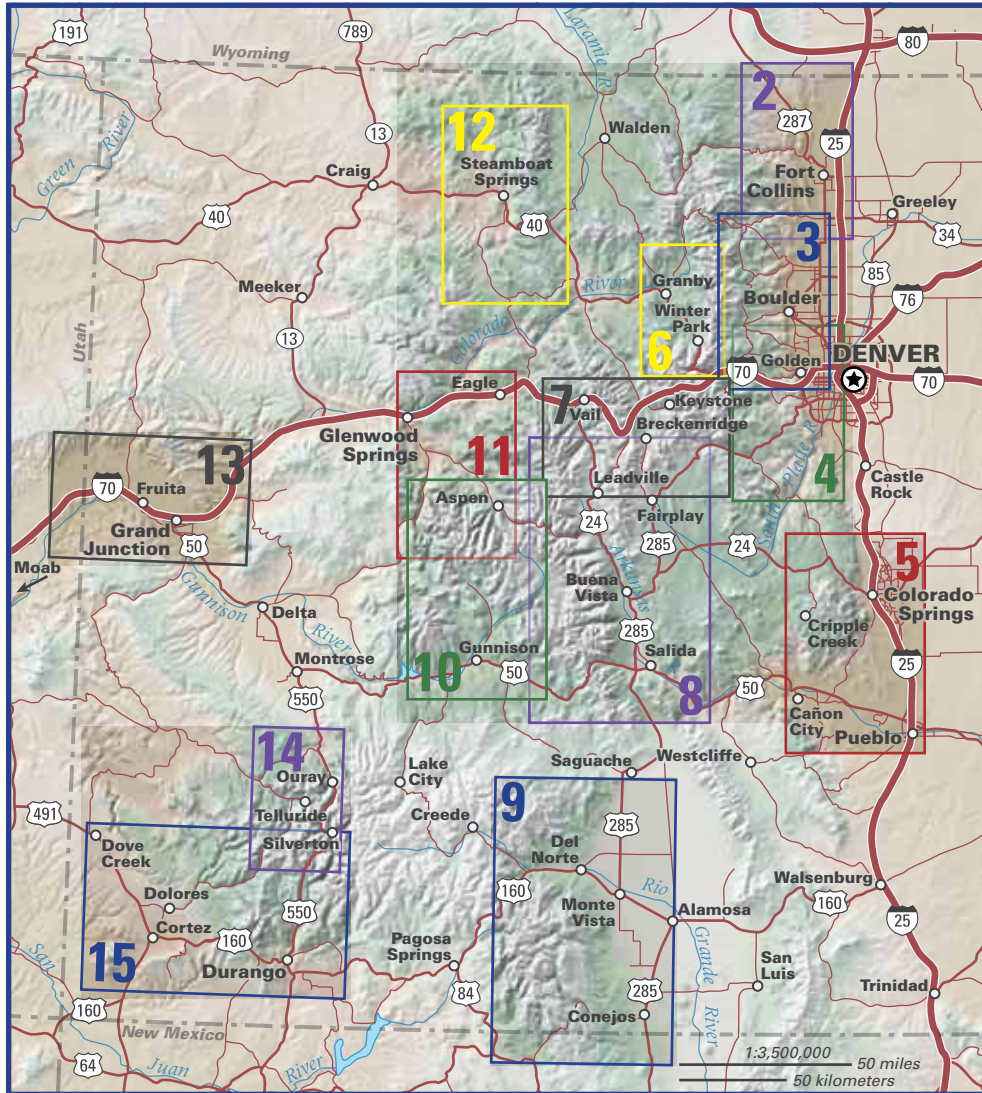 191
789
Wyoming
Laramie R.
80
2
287
25
12
Walden
13
Steamboat
Springs
Craig
Fort
Collins
Green River
40
40
Greeley
34
3
River
Granby
85
Meeker
Boulder
76
Winter
Park
13
Colorado
Utah
6
Golden
DENVER
70
70
Eagle
7
Vail
Keystone
Glenwood
Springs
Breckenridge
11
13
South Platte R.
4
Castle
Rock
70
Fruita
Aspen
Leadville
Fairplay
Grand
Junction
50
24
285
24
5
Moab
Gunnison
River
Arkansas
Buena
Vista
Colorado
Springs
Delta
Cripple
Creek
285
Gunnison
Salida
Montrose
10
50
25
550
8
50
Cañon
City
Pueblo
14
Ouray
Lake
City
Saguache
Westcliffe
9
491
Telluride
Creede
285
Silverton
Dove
Creek
Del
Norte
Dolores
160
Rio
Walsenburg
550
Monte
Vista
160
Cortez
Alamosa
160
25
15
Durango
Pagosa
Springs
Grande
River
San
Luis
San
84
285
Trinidad
160
Conejos
New Mexico
1:3,500,000
50 miles
64
Juan
River
50 kilometers